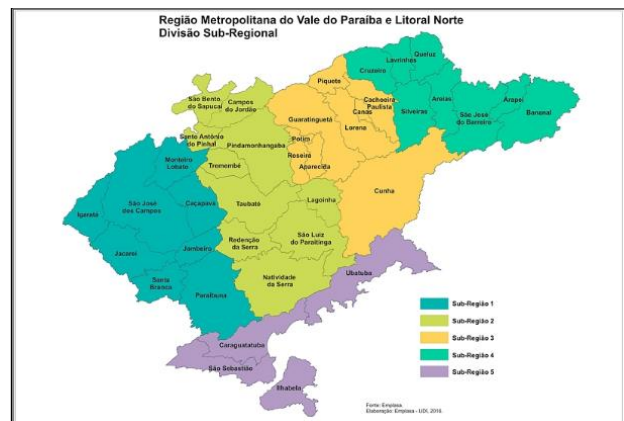 Região Metropolitana do Vale do Paraíba e Litoral Norte
Divisão Sub-Regional
Queluz
Lavrinhas
Cruzeiro
Piquete
São Bento
do Sapucaí
Campos
do Jordão
Cachoeira
Paulista
Areias
Arapeí
Canas
Silveiras
São José
do Barreiro
Bananal
Guaratinguetá
Lorena
Santo Antônio
do Pinhal
Pindamonhangaba
Potim
Roseira
Aparecida
Monteiro
Lobato
Tremembé
Cunha
Lagoinha
São José
dos Campos
Caçapava
Taubaté
Igaratá
Redenção
da Serra
São Luiz
do Paraitinga
Jambeiro
Jacareí
Ubatuba
Santa
Branca
Natividade
da Serra
Paraibuna
Caraguatatuba
São Sebastião
Ilhabela
Sub-Região 1
Sub-Região 2
Sub-Região 3
Sub-Região 4
Sub-Região 5
Fonte: Emplasa.
Elaboração: Emplasa - UDI, 2016.